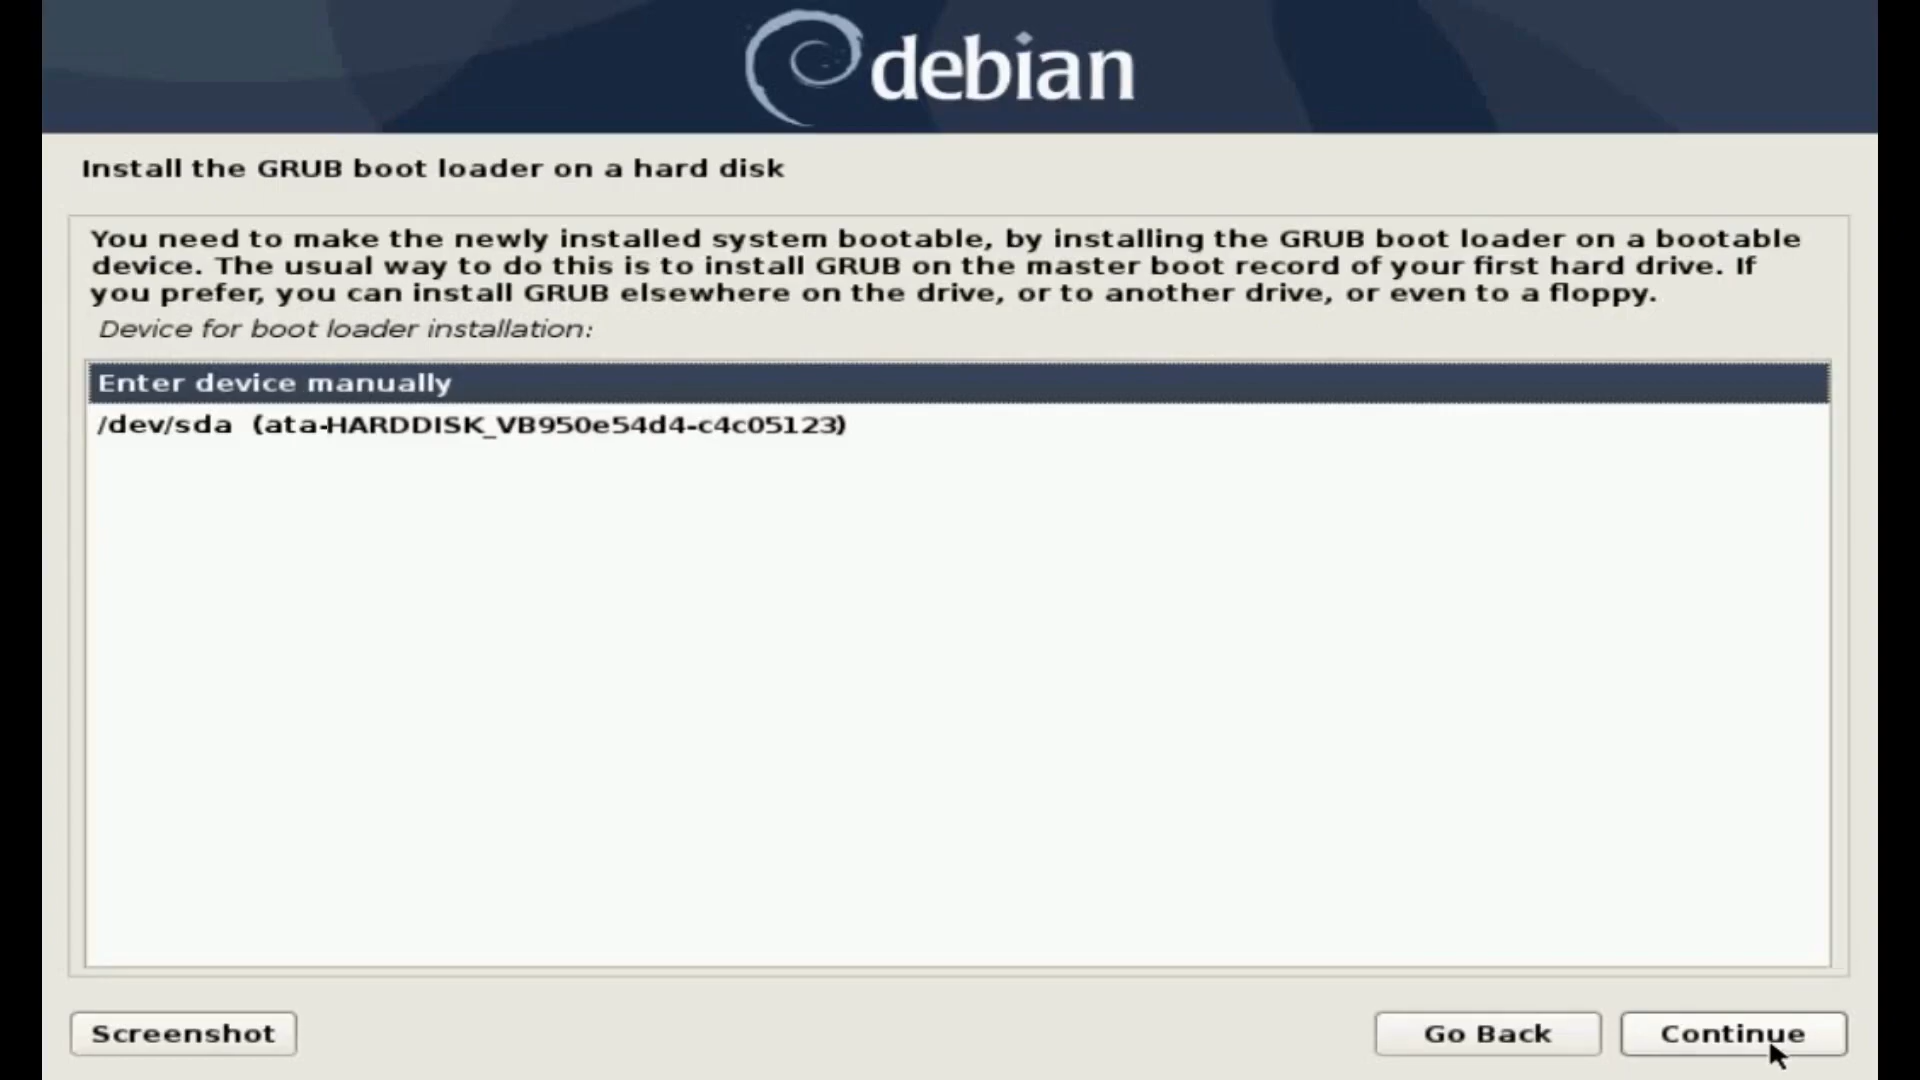 debian
Install the GRUB boot loader on a hard disk
You need to make the newly installed system bootable, by installing the GRUB boot loader on a bootable
device. The usual way to do this is to install GRUB on the master boot record of your first hard drive. If
you prefer, you can install GRUB elsewhere on the drive, or to another drive, or even to a floppy.
Device for boot loader installation:
Enter device manually
/dev/sda  (ata-HARDDISK_VB950e54d4-c4c05123)
Screenshot
Go Back
Continue